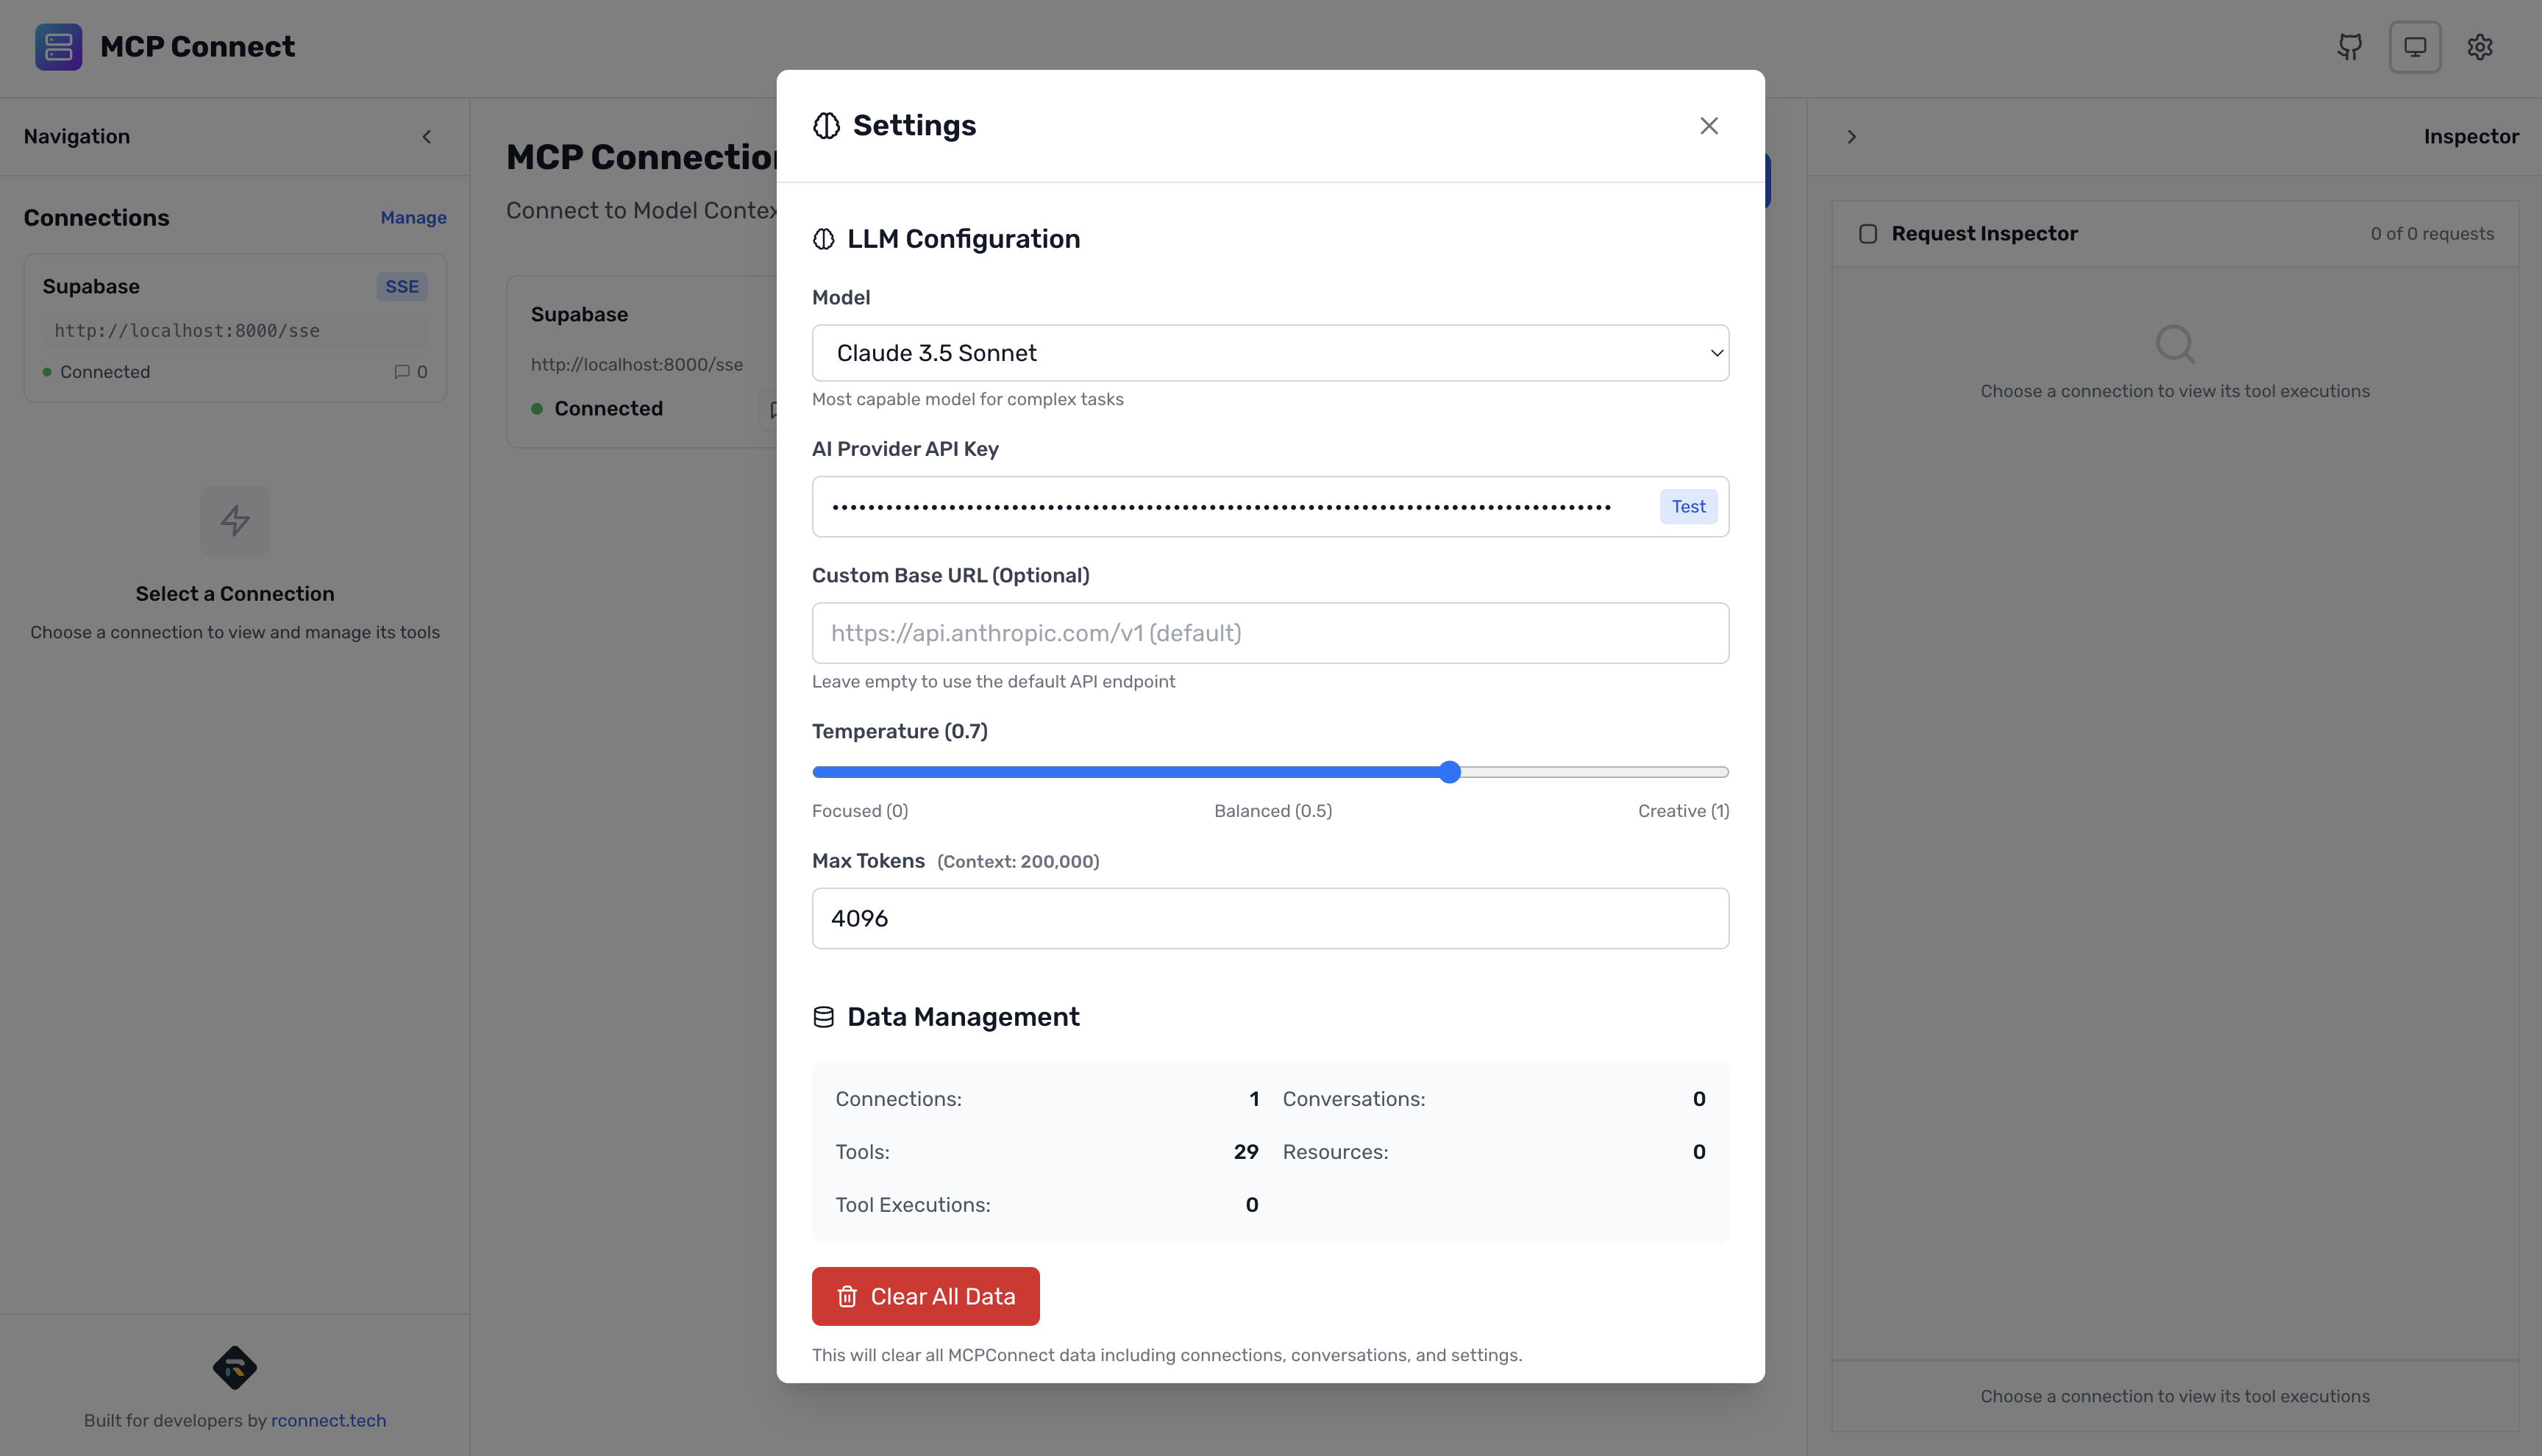 MCP Connect
Navigation
Connections
Manage
Supabase
SSE
http://localhost:8000/sse
Connected
0
Select a Connection
Choose a connection to view and manage its tools
Built for developers by rconnect.tech
MCP Connection
Connect to Model Contex
Supabase
http://localhost:8000/sse
Connected
Settings
LLM Configuration
Model
Claude 3.5 Sonnet
Most capable model for complex tasks
AI Provider API Key
Test
Custom Base URL (Optional)
https://api.anthropic.com/v1 (default)
Leave empty to use the default API endpoint
Temperature (0.7)
Focused (0)
Balanced (0.5)
Creative (1)
Max Tokens (Context: 200,000)
4096
Data Management
Connections: 1
Conversations: 0
Tools: 29
Resources: 0
Tool Executions: 0
Clear All Data
This will clear all MCPConnect data including connections, conversations, and settings.
Inspector
Request Inspector
0 of 0 requests
Choose a connection to view its tool executions
Choose a connection to view its tool executions